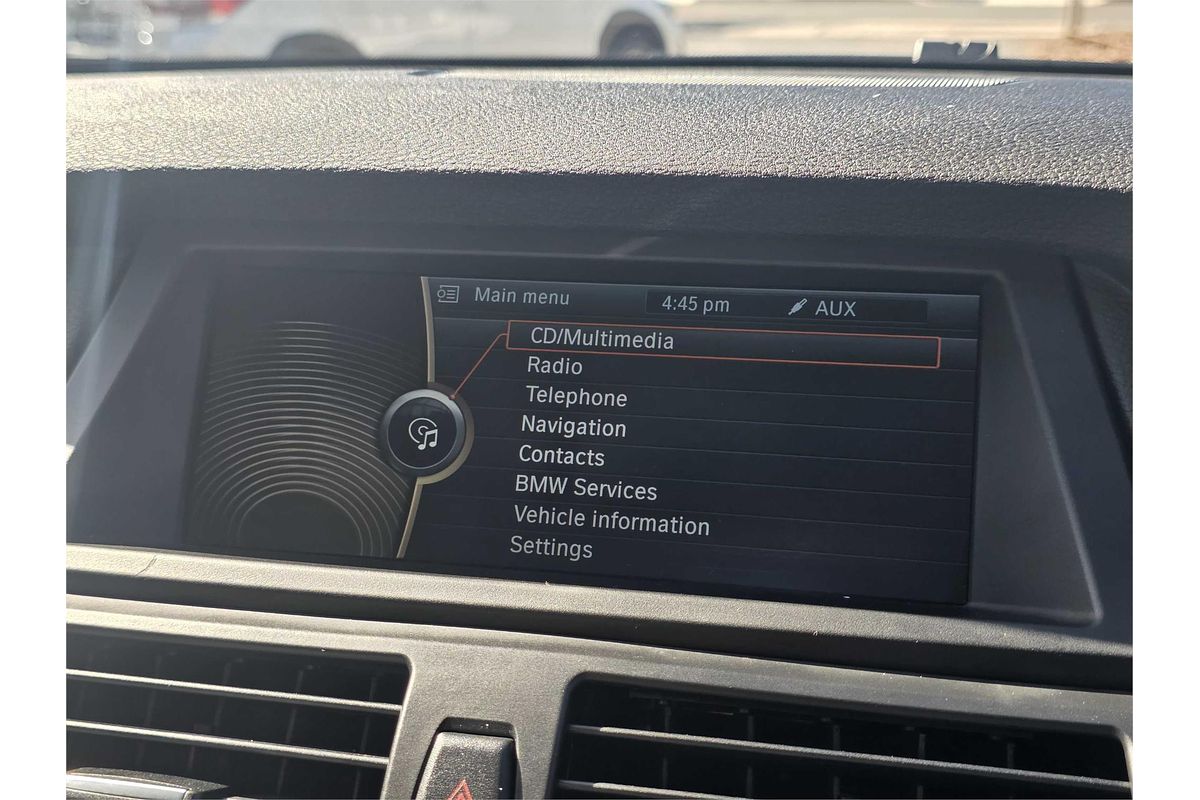 Main menu 4:45 pm AUX
CD/Multimedia
Radio
Telephone
Navigation
Contacts
BMW Services
Vehicle information
Settings